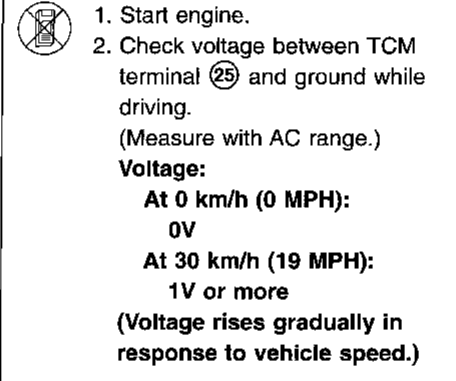 1. Start engine.
2. Check voltage between TCM
terminal ㉕ and ground while
driving.
(Measure with AC range.)
Voltage:
At 0 km/h (0 MPH):
0V
At 30 km/h (19 MPH):
1V or more
(Voltage rises gradually in
response to vehicle speed.)